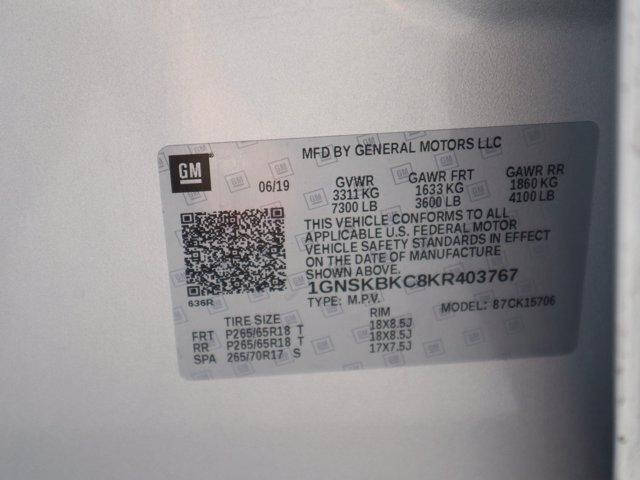 MFD BY GENERAL MOTORS LLC
GM
06/19
GVWR GAWR FRT GAWR RR
3311 KG 1633 KG 1860 KG
7300 LB 3600 LB 4100 LB
THIS VEHICLE CONFORMS TO ALL
APPLICABLE U.S. FEDERAL MOTOR
VEHICLE SAFETY STANDARDS IN EFFECT
ON THE DATE OF MANUFACTURE
SHOWN ABOVE.
636R
1GNSKBKC8KR403767
TYPE: M.P.V. MODEL: 87CK15706
TIRE SIZE RIM
FRT P265/65R18 T 18X8.5J
RR P265/65R18 T 18X8.5J
SPA 265/70R17 S 17X7.5J